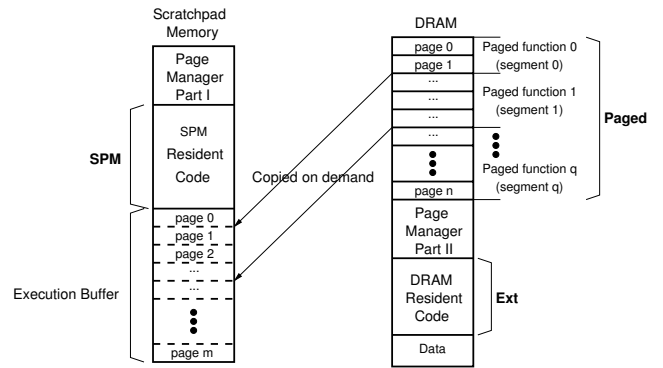 Scratchpad
Memory
Page
Manager
Part I
SPM
Resident
Code
SPM
page 0
page 1
page 2
...
...
page m
Execution Buffer
Copied on demand
DRAM
page 0
page 1
...
...
...
...
page n
Page
Manager
Part II
DRAM
Resident
Code
Data
Paged function 0
(segment 0)
Paged function 1
(segment 1)
Paged function q
(segment q)
Paged
Ext